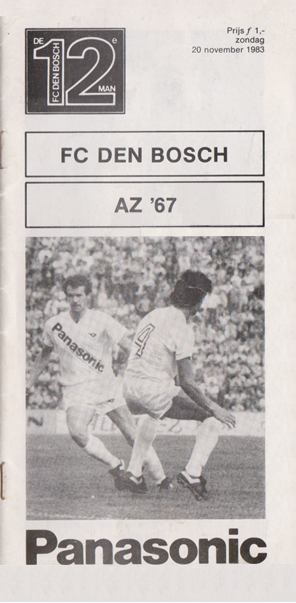 DE 12e MAN
FC DEN BOSCH
Prijs ƒ 1,-
zondag
20 november 1983
FC DEN BOSCH
AZ '67
Panasonic
4
Panasonic